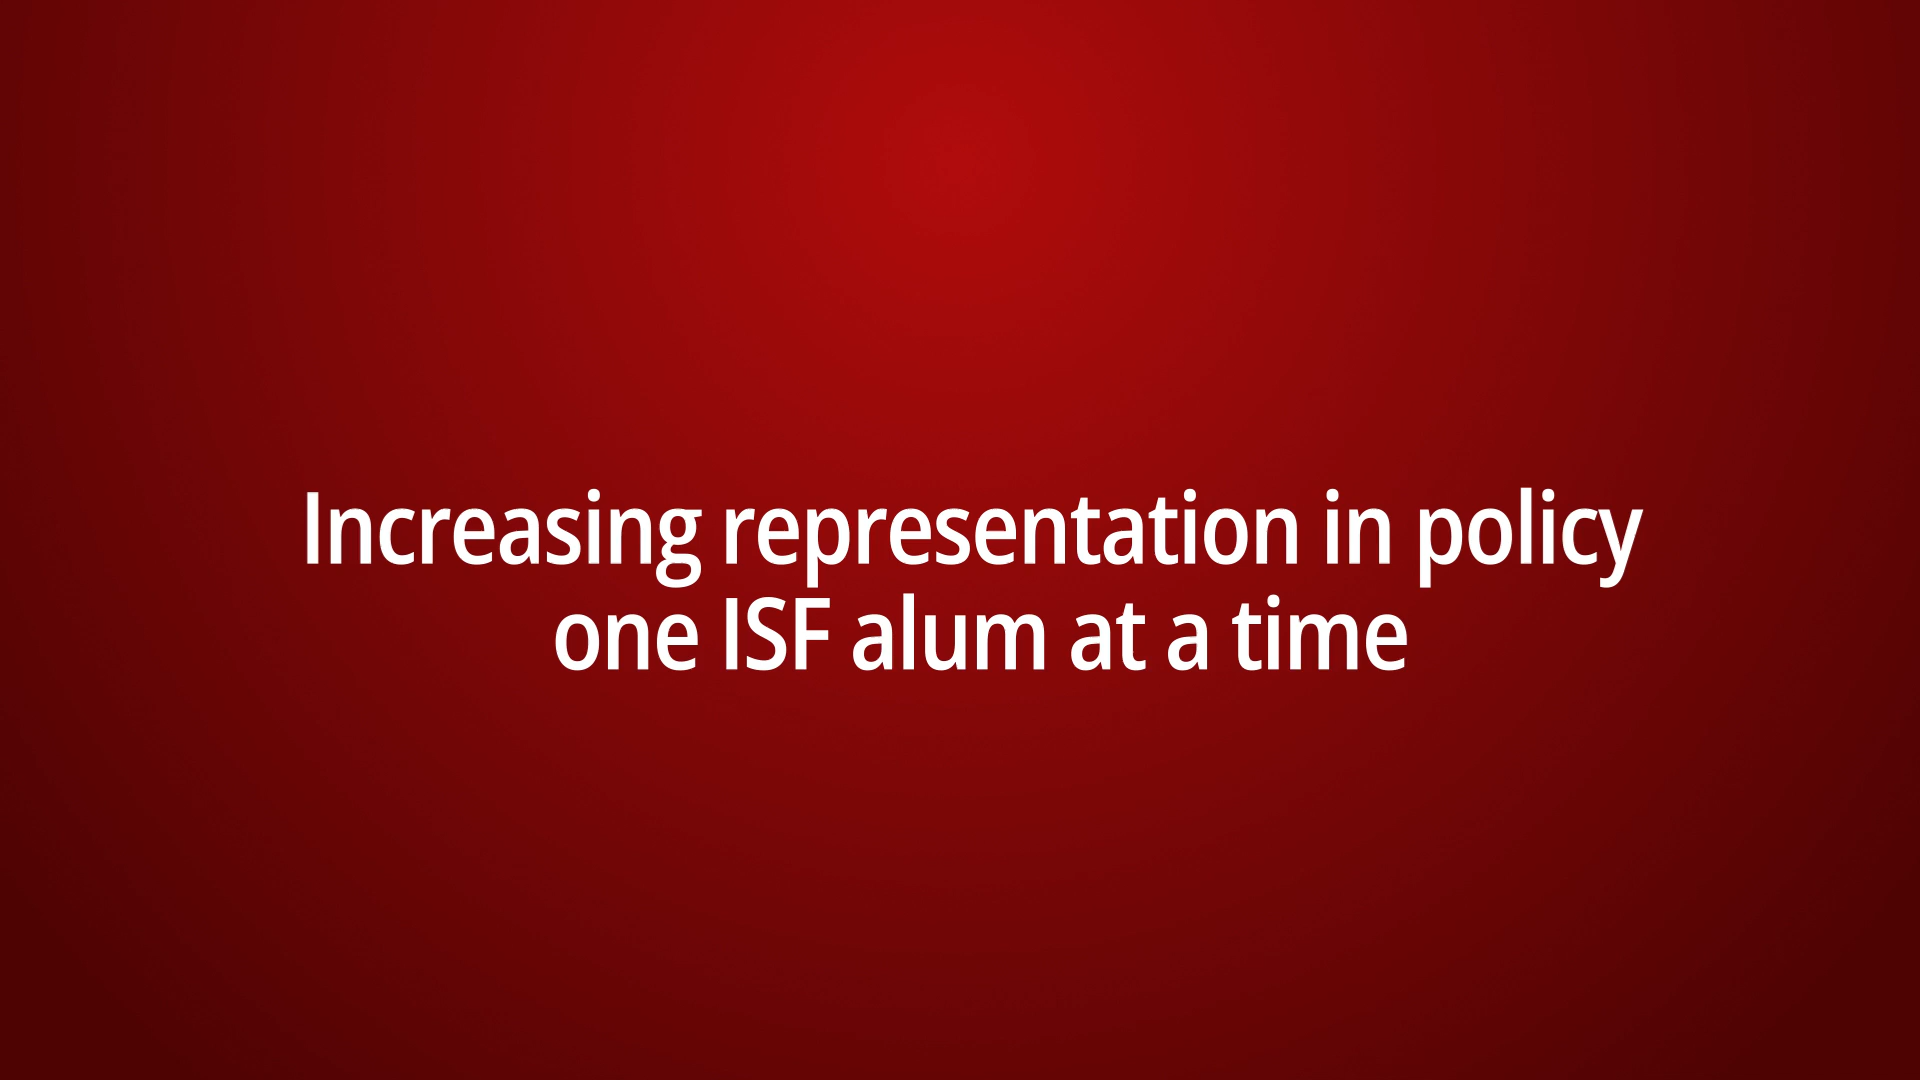 Increasing representation in policy
one ISF alum at a time